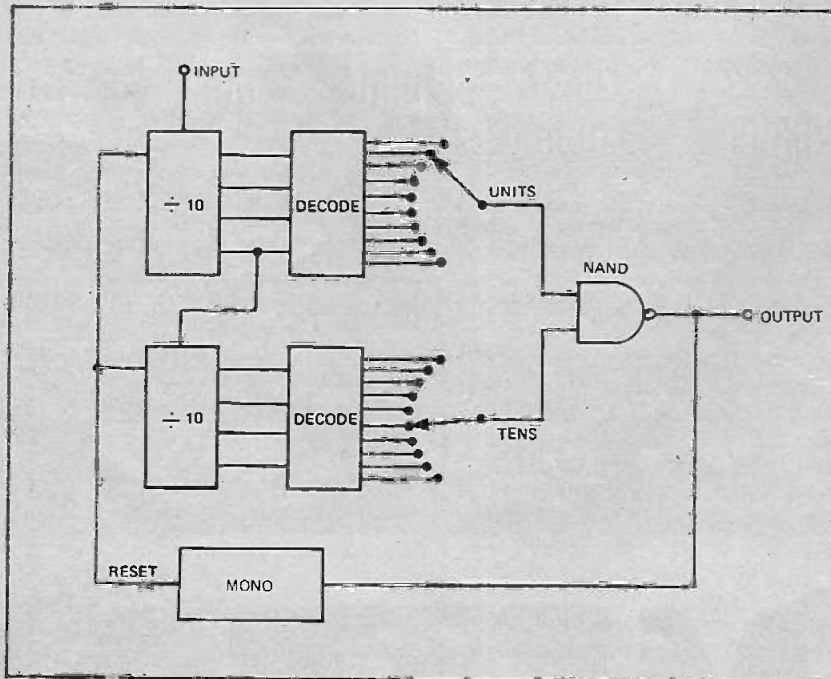 INPUT
÷ 10
DECODE
UNITS
NAND
OUTPUT
÷ 10
DECODE
TENS
RESET
MONO